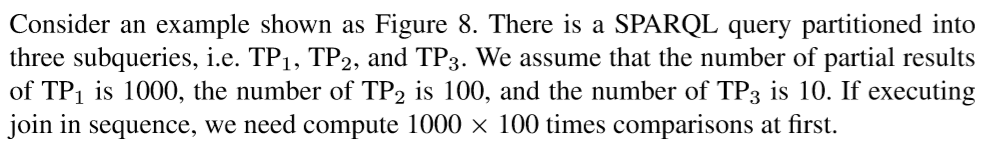 Consider an example shown as Figure 8. There is a SPARQL query partitioned into
three subqueries, i.e. TP₁, TP₂, and TP₃. We assume that the number of partial results
of TP₁ is 1000, the number of TP₂ is 100, and the number of TP₃ is 10. If executing
join in sequence, we need compute 1000 × 100 times comparisons at first.